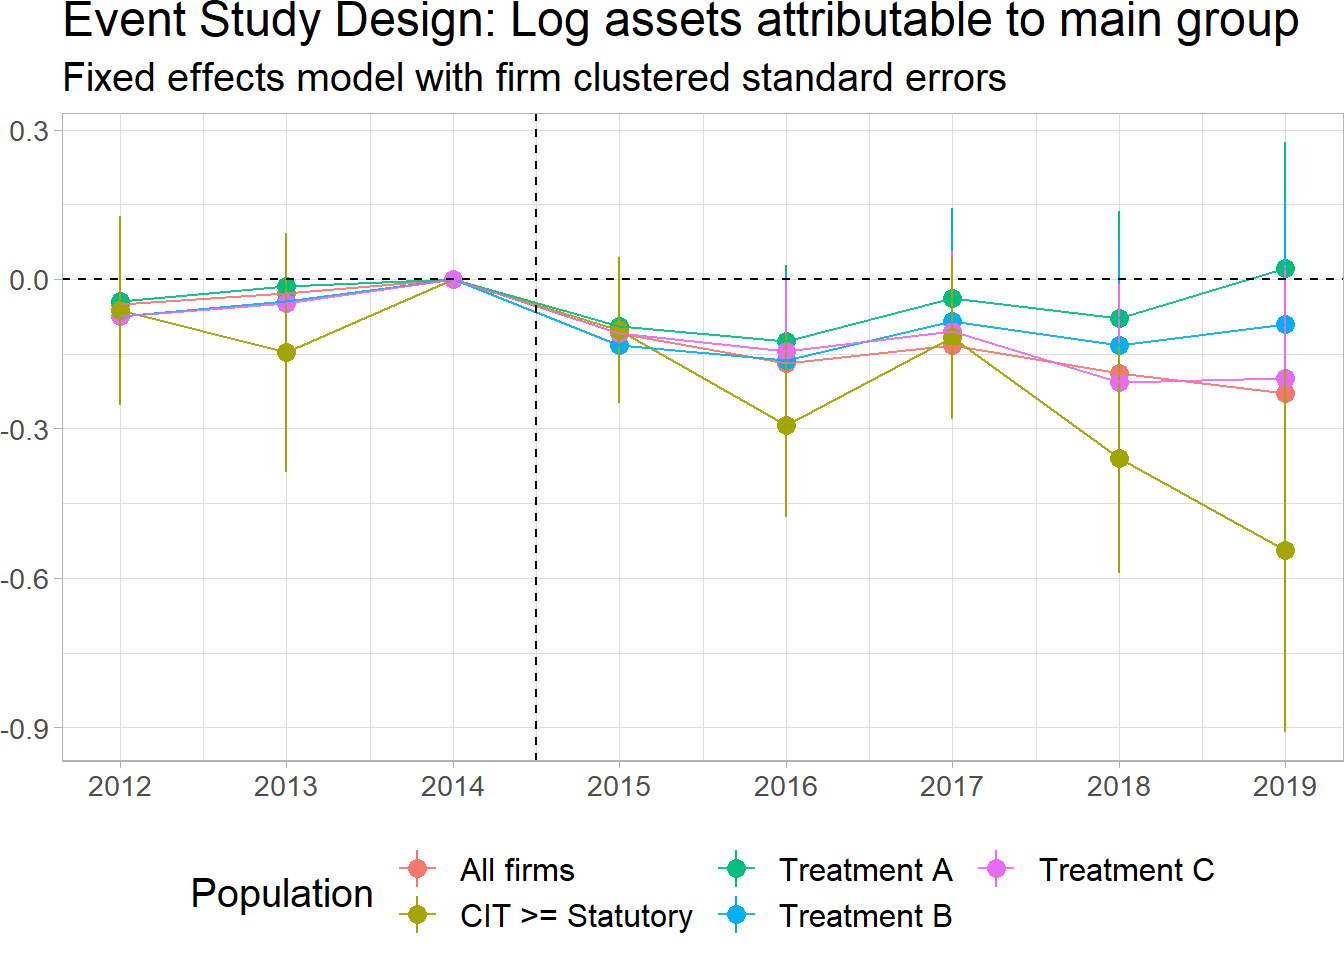 Event Study Design: Log assets attributable to main group
Fixed effects model with firm clustered standard errors
0.3
0.0
-0.3
-0.6
-0.9
2012 2013 2014 2015 2016 2017 2018 2019
Population
All firms
CIT >= Statutory
Treatment A
Treatment B
Treatment C